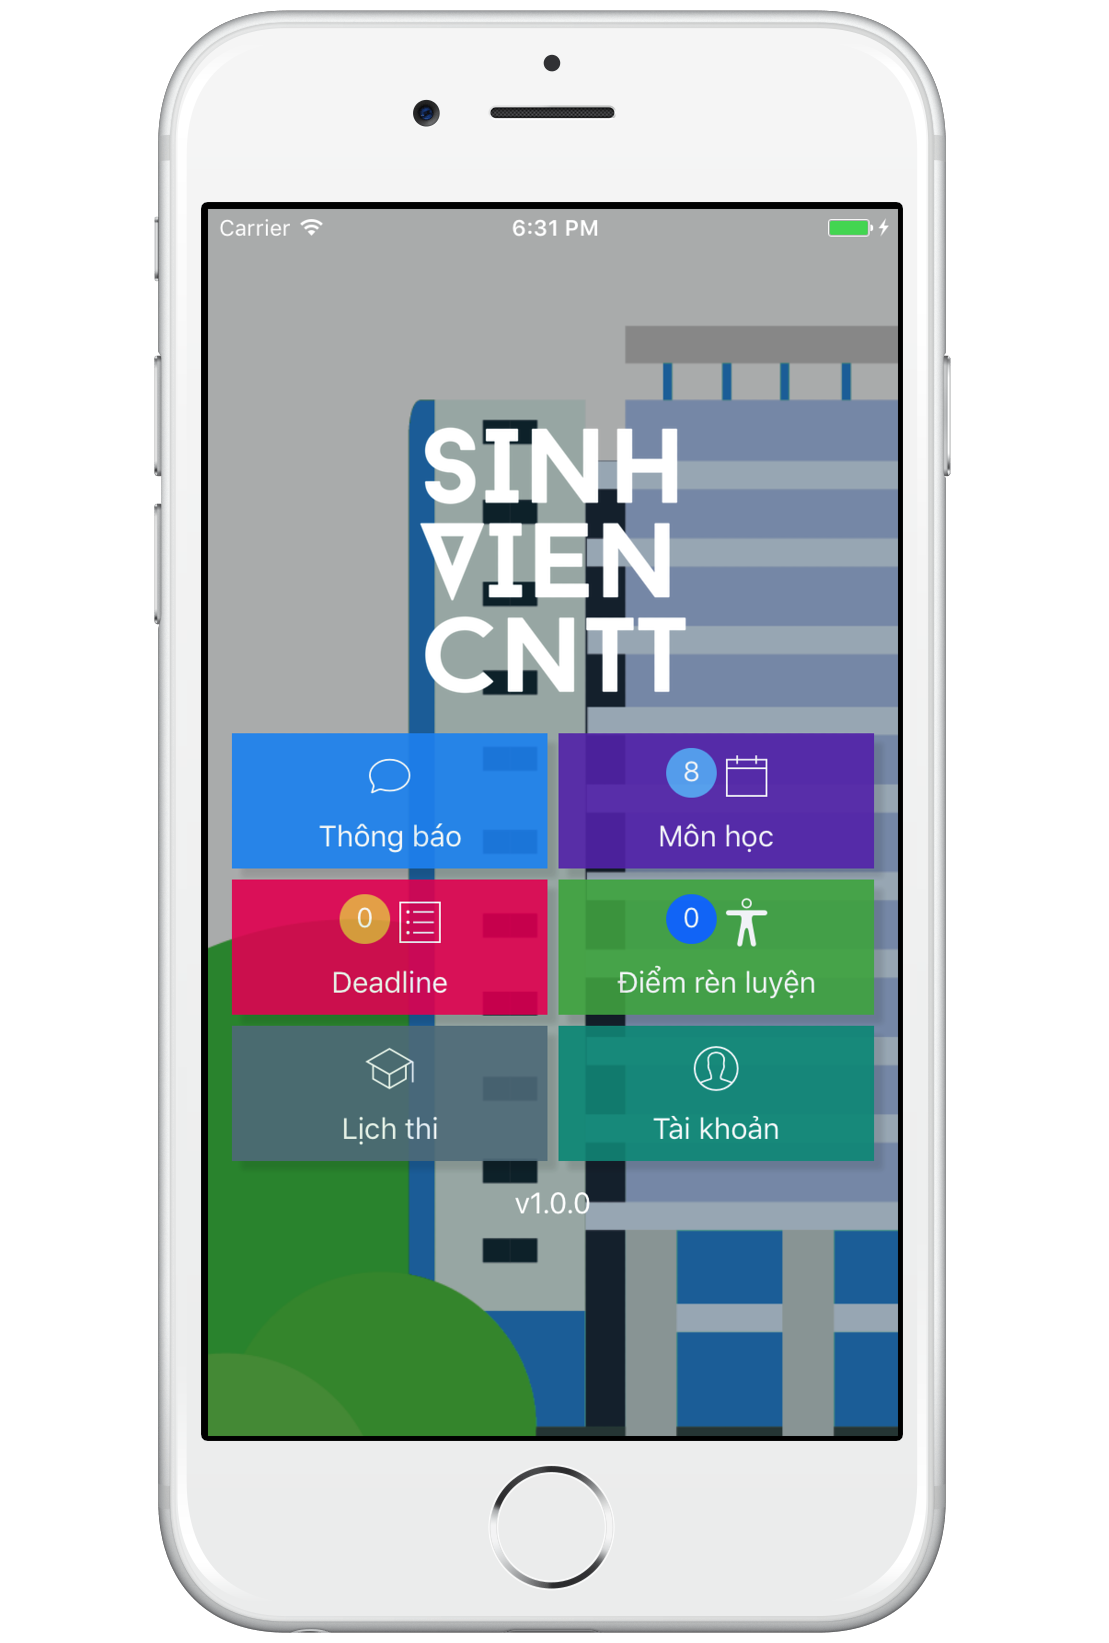 Carrier 6:31 PM
SINH
VIEN
CNTT
Thông báo
8
Môn học
0
Deadline
0
Điểm rèn luyện
Lịch thi
Tài khoản
v1.0.0